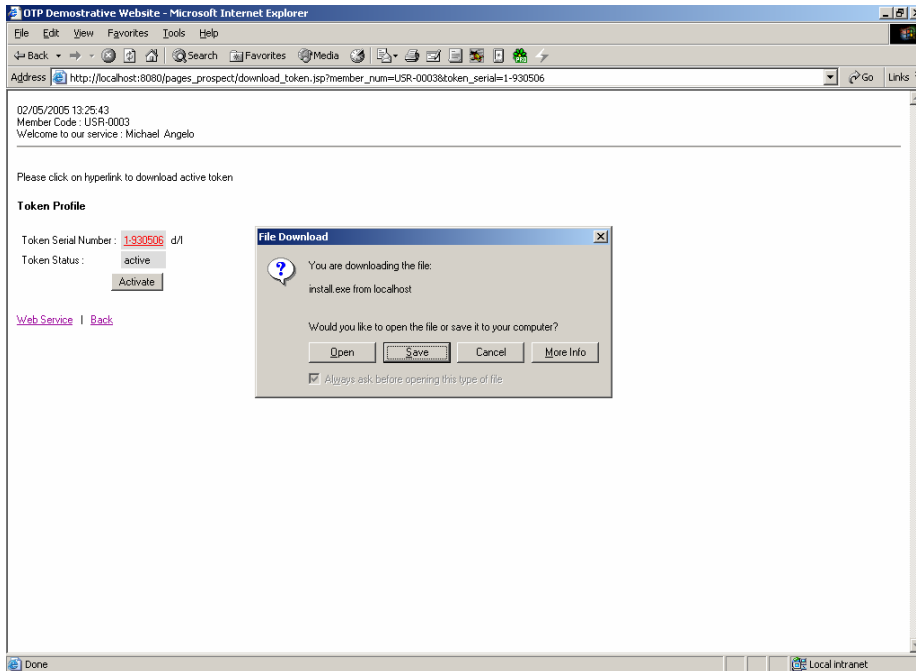 OTP Demostrative Website - Microsoft Internet Explorer
File Edit View Favorites Tools Help
Back Search Favorites Media
Address http://localhost:8080/pages_prospect/download_token.jsp?member_num=USR-0003&token_serial=1-930506 Go Links
02/05/2005 13:25:43
Member Code : USR-0003
Welcome to our service : Michael Angelo
Please click on hyperlink to download active token
Token Profile
Token Serial Number : 1-930506 d/l
Token Status : active
Activate
Web Service | Back
File Download
You are downloading the file:
install.exe from localhost
Would you like to open the file or save it to your computer?
Open Save Cancel More Info
Always ask before opening this type of file
Done Local intranet